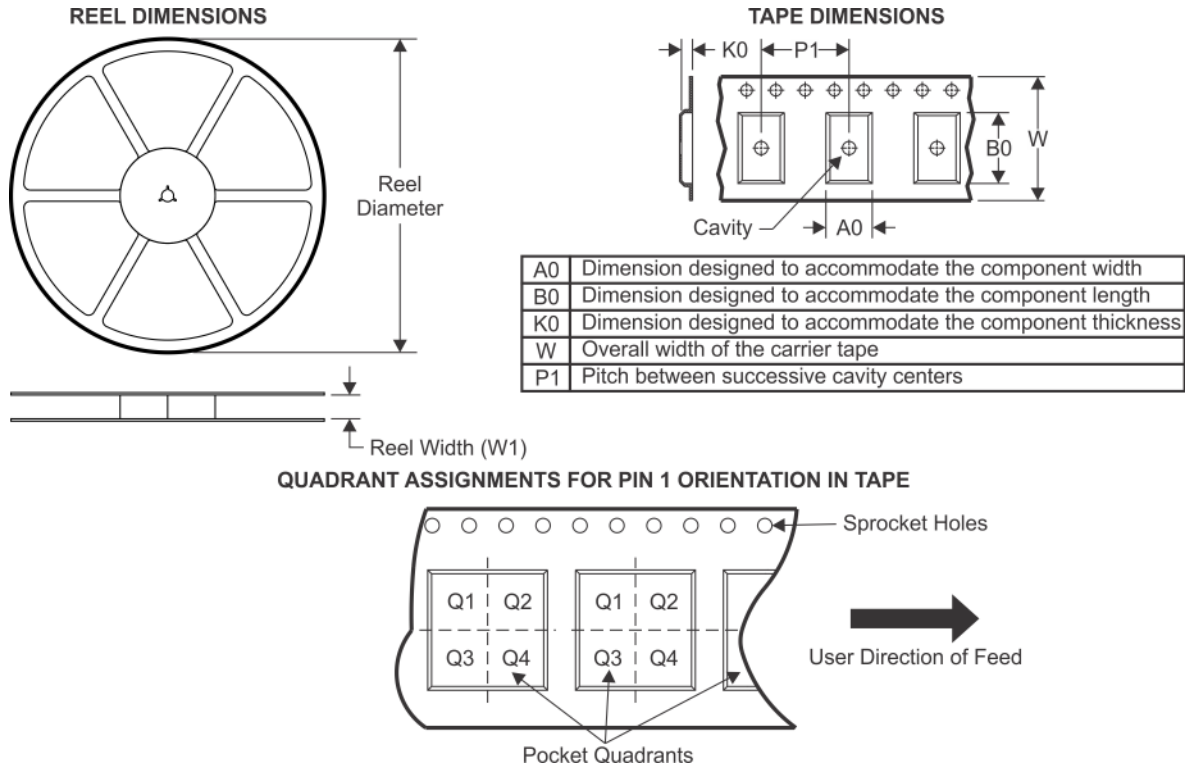 REEL DIMENSIONS
Reel
Diameter
Reel Width (W1)
TAPE DIMENSIONS
K0
P1
B0
W
Cavity
A0
A0 Dimension designed to accommodate the component width
B0 Dimension designed to accommodate the component length
K0 Dimension designed to accommodate the component thickness
W Overall width of the carrier tape
P1 Pitch between successive cavity centers
QUADRANT ASSIGNMENTS FOR PIN 1 ORIENTATION IN TAPE
Sprocket Holes
Q1 Q2 Q1 Q2
Q3 Q4 Q3 Q4
User Direction of Feed
Pocket Quadrants